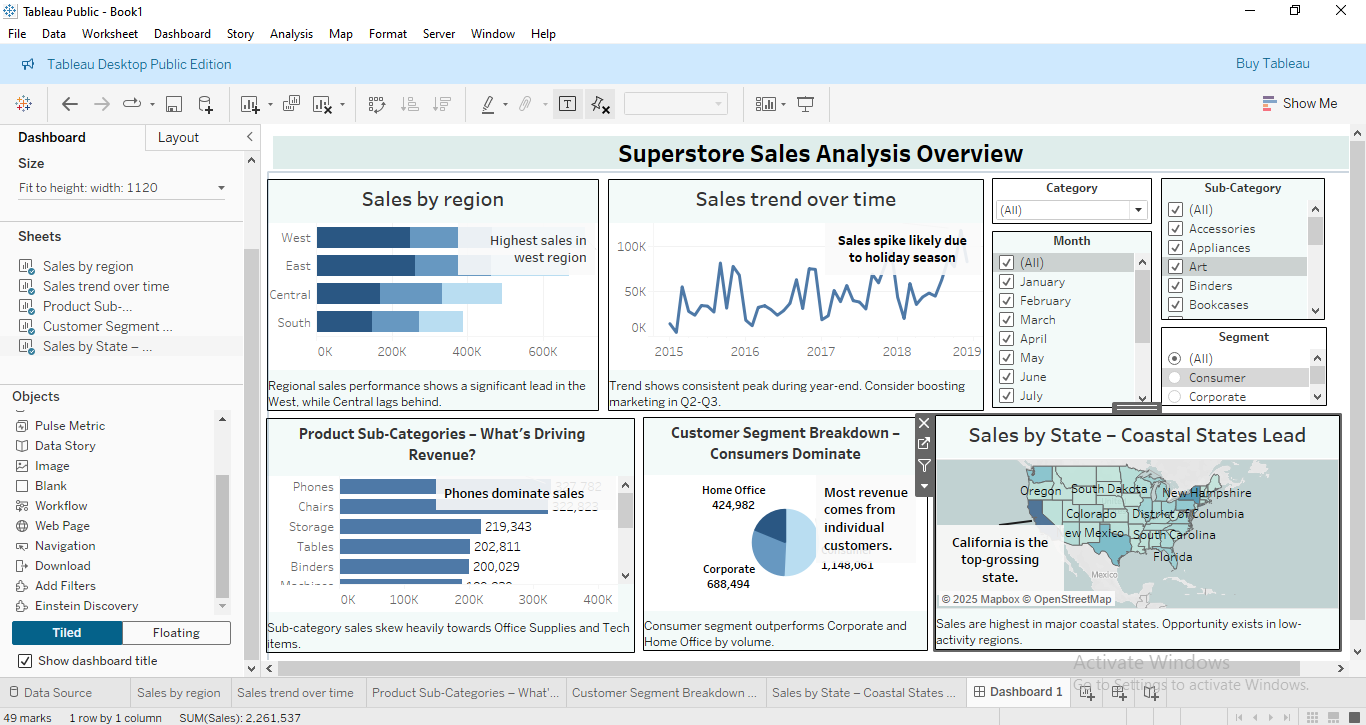 Tableau Public - Book1
File Data Worksheet Dashboard Story Analysis Map Format Server Window Help
Tableau Desktop Public Edition
Buy Tableau
Show Me
Dashboard
Layout
Size
Fit to height: width: 1120
Sheets
Sales by region
Sales trend over time
Product Sub-...
Customer Segment ...
Sales by State – ...
Objects
Pulse Metric
Data Story
Image
Blank
Workflow
Web Page
Navigation
Download
Add Filters
Einstein Discovery
Tiled
Floating
Show dashboard title
Superstore Sales Analysis Overview
Sales by region
West
East
Central
South
Highest sales in
west region
0K 200K 400K 600K
Regional sales performance shows a significant lead in the
West, while Central lags behind.
Sales trend over time
100K
50K
0K
Sales spike likely due
to holiday season
2015 2016 2017 2018 2019
Trend shows consistent peak during year-end. Consider boosting
marketing in Q2-Q3.
Category
(All)
Month
(All)
January
February
March
April
May
June
July
Sub-Category
(All)
Accessories
Appliances
Art
Binders
Bookcases
Segment
(All)
Consumer
Corporate
Product Sub-Categories – What's Driving
Revenue?
Phones
Chairs
Storage 219,343
Tables 202,811
Binders 200,029
Phones dominate sales
0K 100K 200K 300K 400K
Sub-category sales skew heavily towards Office Supplies and Tech
items.
Customer Segment Breakdown –
Consumers Dominate
Home Office
424,982
Corporate
688,494
Most revenue
comes from
individual
customers.
1,148,061
Consumer segment outperforms Corporate and
Home Office by volume.
Sales by State – Coastal States Lead
Oregon South Dakota New Hampshire
Colorado District of Columbia
ew Mexico South Carolina
Florida
Mexico
California is the
top-grossing
state.
© 2025 Mapbox © OpenStreetMap
Sales are highest in major coastal states. Opportunity exists in low-
activity regions.
Activate Windows
Go to Settings to activate Windows.
Data Source
Sales by region
Sales trend over time
Product Sub-Categories – What'...
Customer Segment Breakdown ...
Sales by State – Coastal States ...
Dashboard 1
49 marks 1 row by 1 column SUM(Sales): 2,261,537